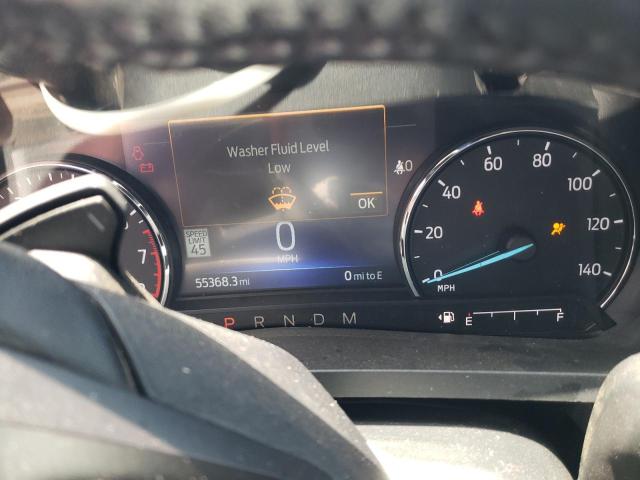 Washer Fluid Level
Low
OK
SPEED
LIMIT
45
0
MPH
55368.3 mi
0 mi to E
0
7
0
20
40
60
80
100
120
140
MPH
P R N D M
E F